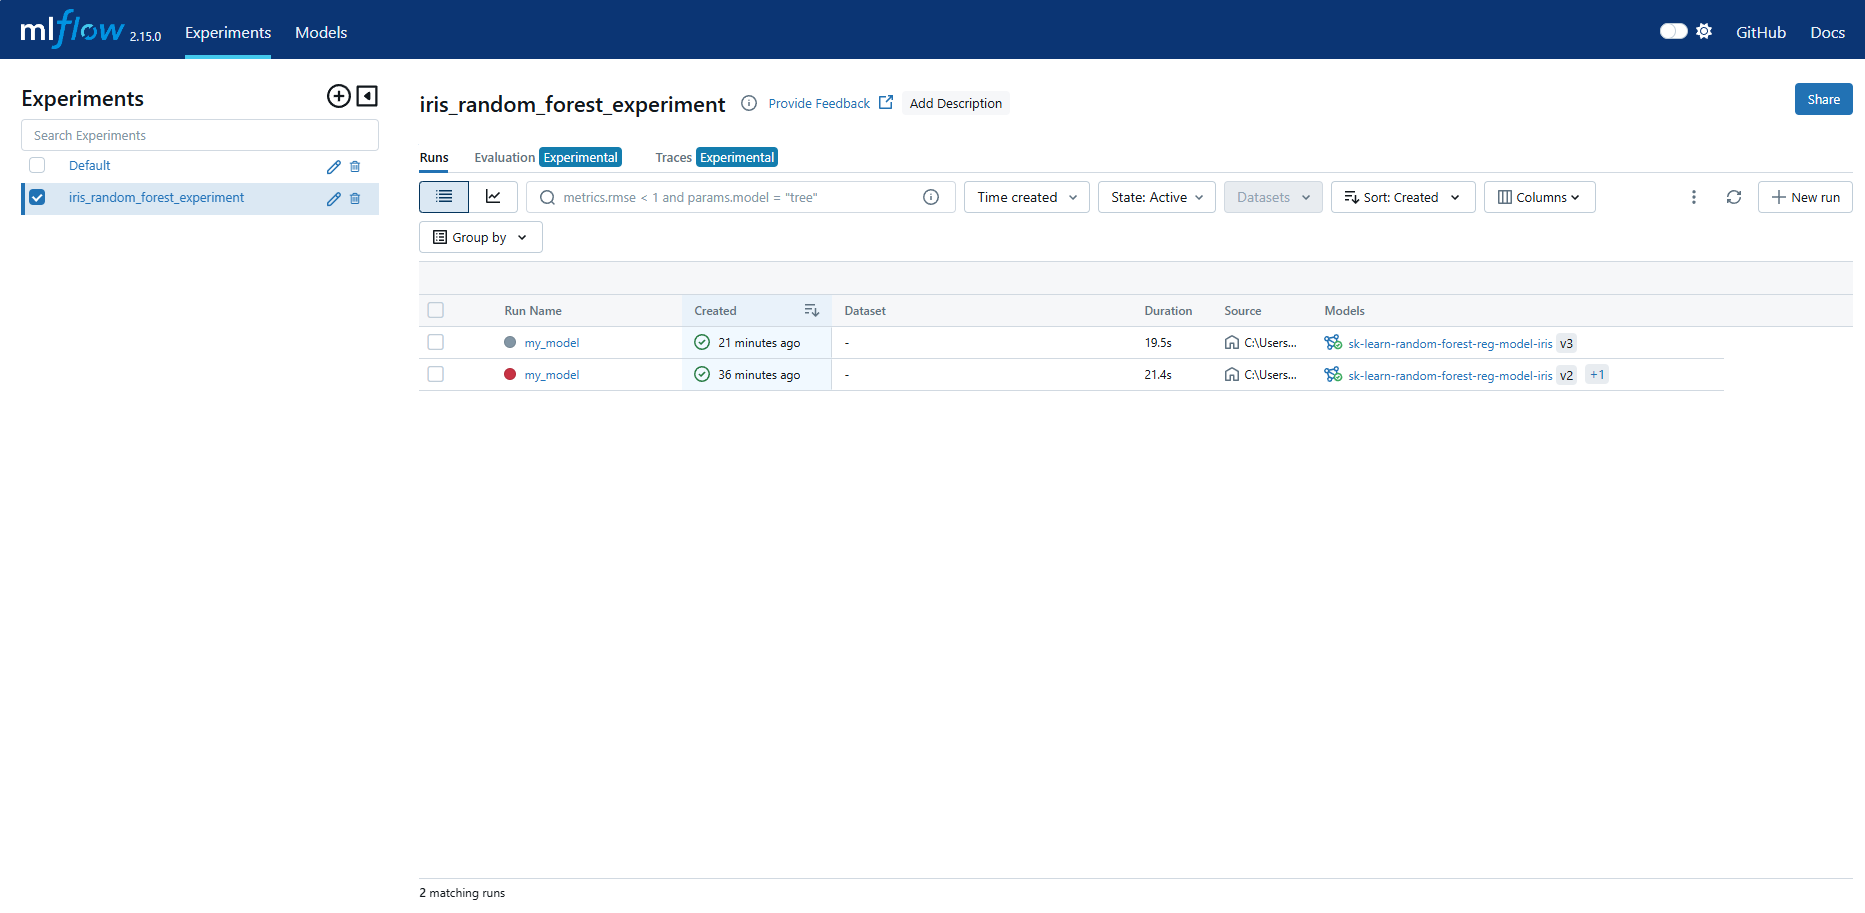 mlflow 2.15.0 Experiments Models GitHub Docs
Experiments
Search Experiments
Default
iris_random_forest_experiment
iris_random_forest_experiment Provide Feedback Add Description Share
Runs Evaluation Experimental Traces Experimental
metrics.rmse < 1 and params.model = "tree" Time created State: Active Datasets Sort: Created Columns New run
Group by
Run Name Created Dataset Duration Source Models
my_model 21 minutes ago - 19.5s C:\Users... sk-learn-random-forest-reg-model-iris v3
my_model 36 minutes ago - 21.4s C:\Users... sk-learn-random-forest-reg-model-iris v2 +1
2 matching runs